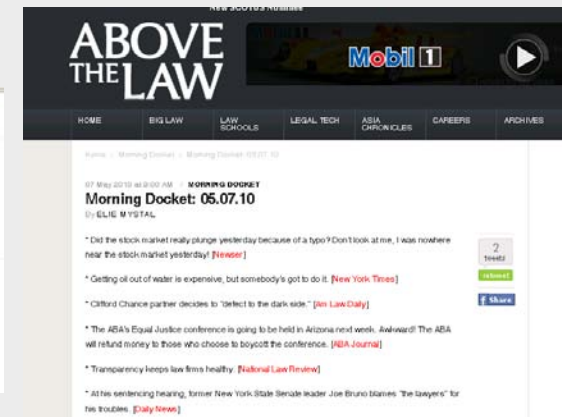 New SCOTUS Nominee
ABOVE
THE LAW
Mobil 1
HOME
BIG LAW
LAW SCHOOLS
LEGAL TECH
ASIA CHRONICLES
CAREERS
ARCHIVES
Home / Morning Docket / Morning Docket: 05.07.10
07 May 2010 at 9:00 AM / MORNING DOCKET
Morning Docket: 05.07.10
By ELIE MYSTAL
* Did the stock market really plunge yesterday because of a typo? Don't look at me, I was nowhere
near the stock market yesterday! [Newser]
2
tweets
retweet
* Getting oil out of water is expensive, but somebody's got to do it. [New York Times]
* Clifford Chance partner decides to "defect to the dark side." [Am Law Daily]
Share
* The ABA's Equal Justice conference is going to be held in Arizona next week. Awkward! The ABA
will refund money to those who choose to boycott the conference. [ABA Journal]
* Transparency keeps law firms healthy. [National Law Review]
* At his sentencing hearing, former New York State Senate leader Joe Bruno blames "the lawyers" for
his troubles. [Daily News]